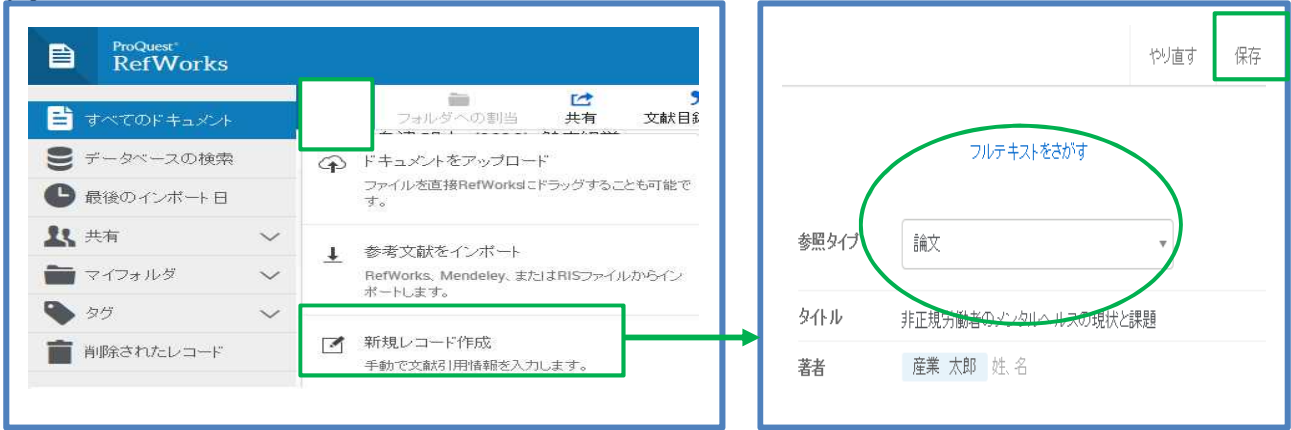 ProQuest®
RefWorks
すべてのドキュメント
データベースの検索
最後のインポート日
共有
マイフォルダ
タグ
削除されたレコード
フォルダへの割当
共有
文献目録
ドキュメントをアップロード
ファイルを直接RefWorksにドラッグすることも可能で
す。
参考文献をインポート
RefWorks、Mendeley、またはRISファイルからイン
ポートします。
新規レコード作成
手動で文献引用情報を入力します。
やり直す
保存
フルテキストをさがす
参照タイプ
論文
タイトル
非正規労働者のメンタルヘルスの現状と課題
著者
産業 太郎 姓、名